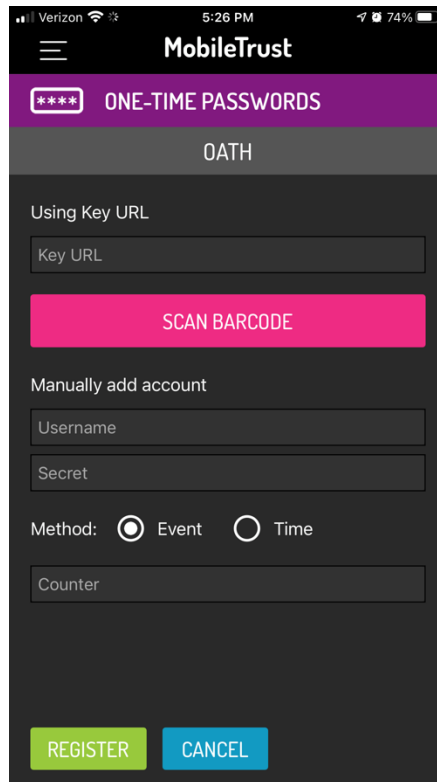 Verizon 5:26 PM 74%
MobileTrust
**** ONE-TIME PASSWORDS
OATH
Using Key URL
Key URL
SCAN BARCODE
Manually add account
Username
Secret
Method: Event Time
Counter
REGISTER CANCEL